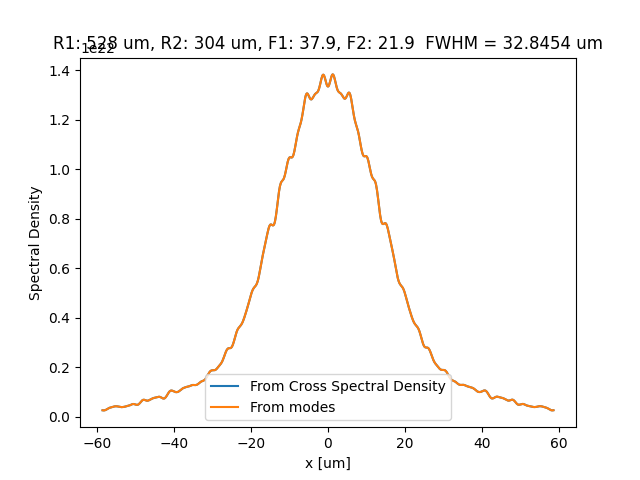 R1: 528 um, R2: 304 um, F1: 37.9, F2: 21.9  FWHM = 32.8454 um
1e22
1.4
1.2
1.0
0.8
0.6
0.4
0.2
0.0
Spectral Density
From Cross Spectral Density
From modes
−60
−40
−20
0
20
40
60
x [um]